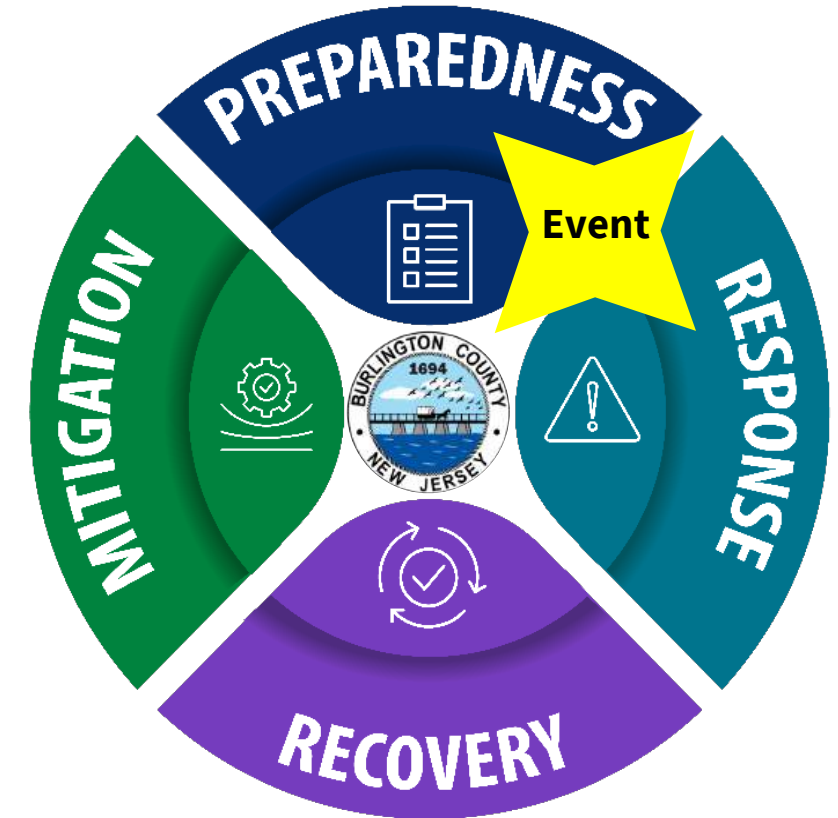 PREPAREDNESS
Event
MITIGATION
BURLINGTON COUNTY
1694
NEW JERSEY
RESPONSE
RECOVERY